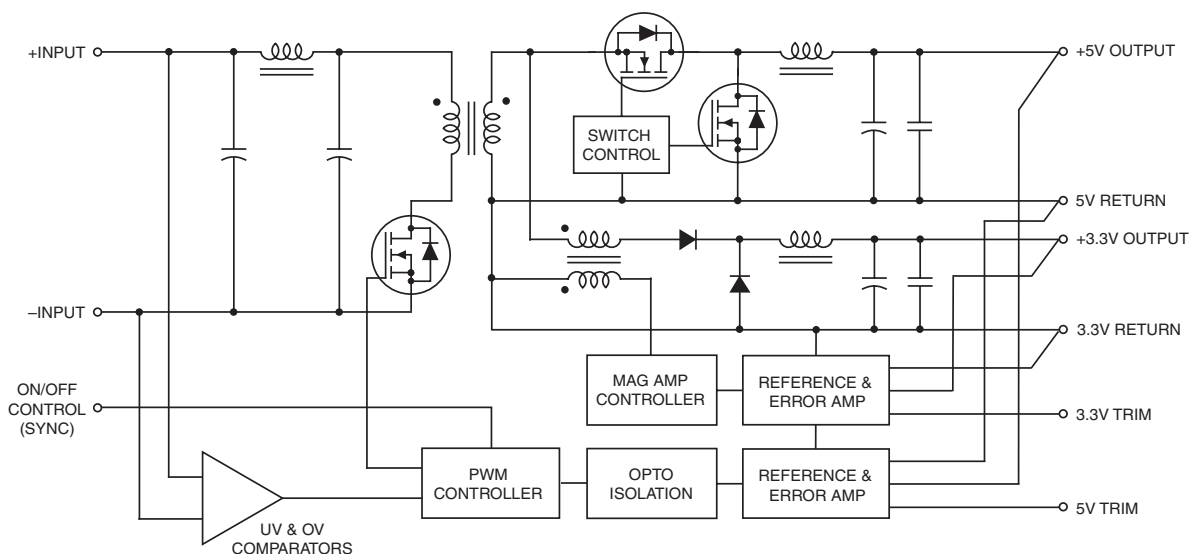 +INPUT
+5V OUTPUT
SWITCH
CONTROL
5V RETURN
+3.3V OUTPUT
–INPUT
3.3V RETURN
MAG AMP
CONTROLLER
REFERENCE &
ERROR AMP
ON/OFF
CONTROL
(SYNC)
3.3V TRIM
PWM
CONTROLLER
OPTO
ISOLATION
REFERENCE &
ERROR AMP
5V TRIM
UV & OV
COMPARATORS